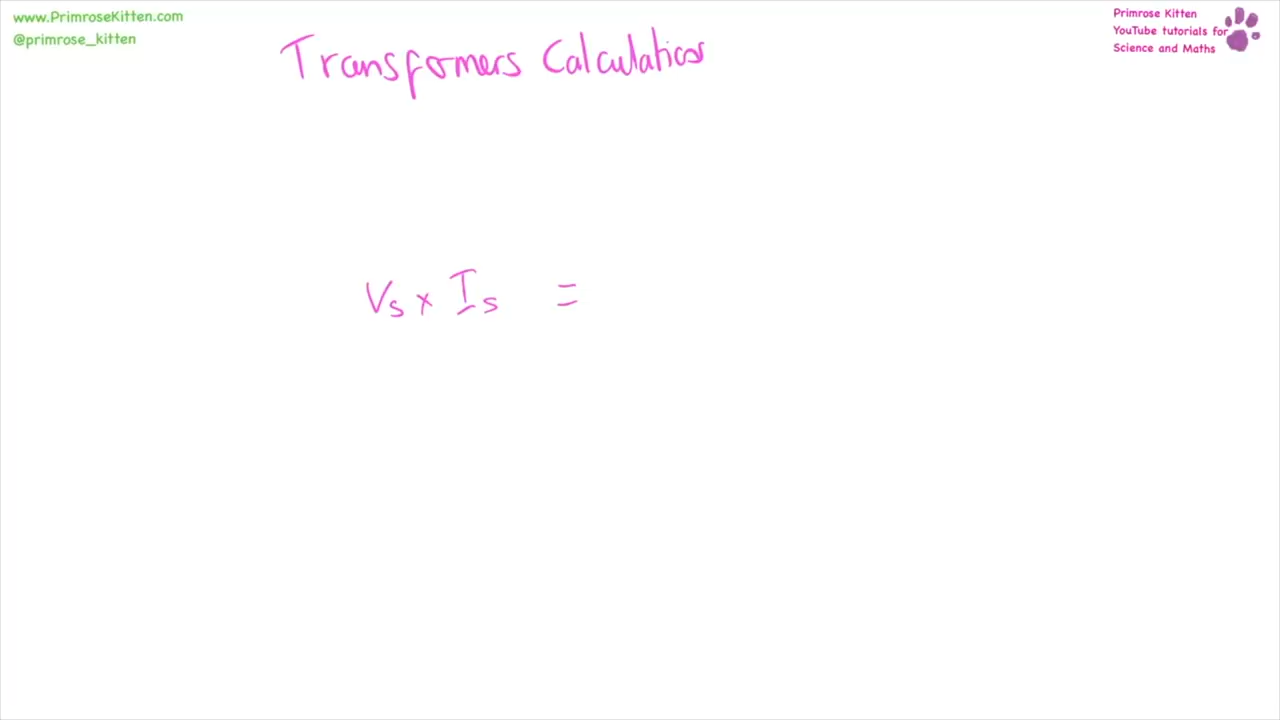 www.PrimroseKitten.com
@primrose_kitten
Primrose Kitten
YouTube tutorials for
Science and Maths
Transformers Calculations
Vs × Is =